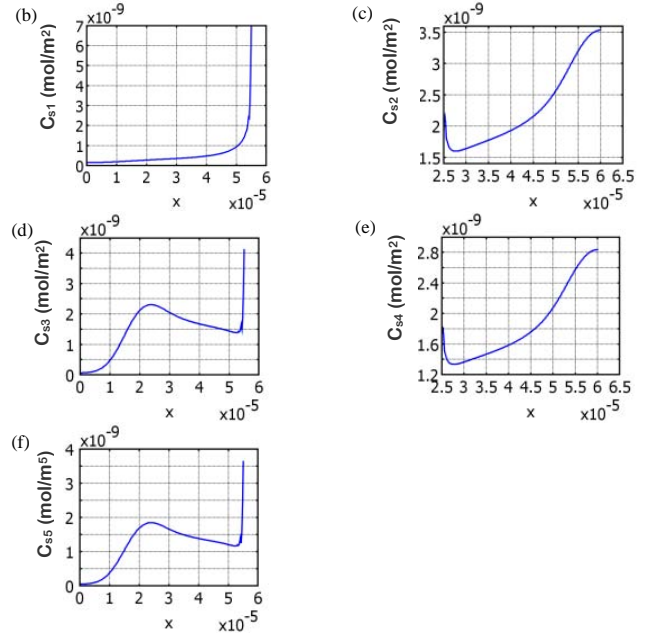 (b)
x10⁻⁹
7
6
5
4
3
2
1
0
Cs1 (mol/m²)
0 1 2 3 4 5 6
x
x10⁻⁵
(c)
x10⁻⁹
3.5
3
2.5
2
1.5
Cs2 (mol/m²)
2.5 3 3.5 4 4.5 5 5.5 6 6.5
x
x10⁻⁵
(d)
x10⁻⁹
4
3
2
1
0
Cs3 (mol/m²)
0 1 2 3 4 5 6
x
x10⁻⁵
(e)
x10⁻⁹
2.8
2.4
2
1.6
1.2
Cs4 (mol/m²)
2.5 3 3.5 4 4.5 5 5.5 6 6.5
x
x10⁻⁵
(f)
x10⁻⁹
4
3
2
1
0
Cs5 (mol/m⁵)
0 1 2 3 4 5 6
x
x10⁻⁵